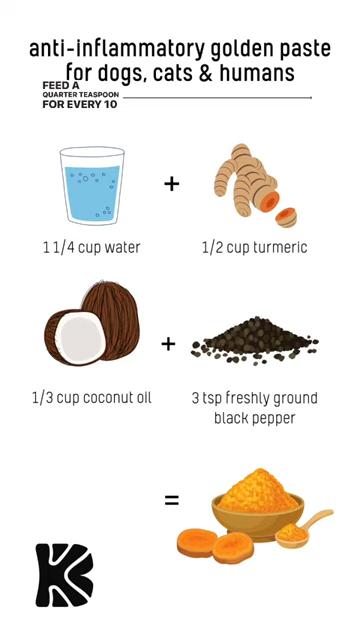 anti-inflammatory golden paste
for dogs, cats & humans
FEED A
QUARTER TEASPOON
FOR EVERY 10
+
1 1/4 cup water
1/2 cup turmeric
+
1/3 cup coconut oil
3 tsp freshly ground
black pepper
=
K